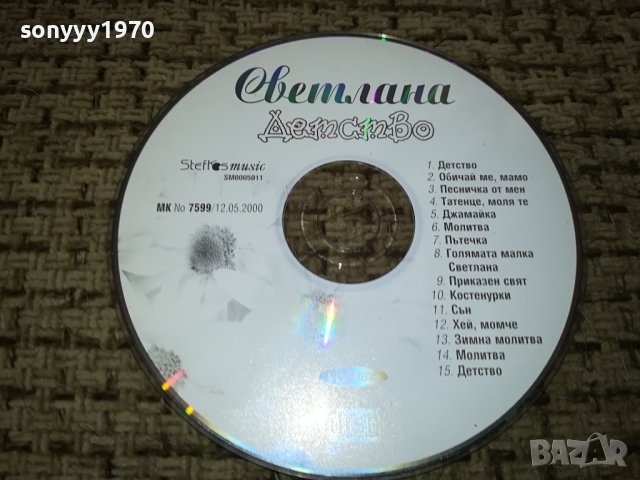 sonyyy1970
Светлана
Детство
Steffos music
SM0005011
МК No 7599/12.05.2000
1. Детство
2. Обичай ме, мамо
3. Песничка от мен
4. Татенце, моля те
5. Джамайка
6. Молитва
7. Пътечка
8. Голямата малка
Светлана
9. Приказен свят
10. Костенурки
11. Сън
12. Хей, момче
13. Зимна молитва
14. Молитва
15. Детство
BAZAR